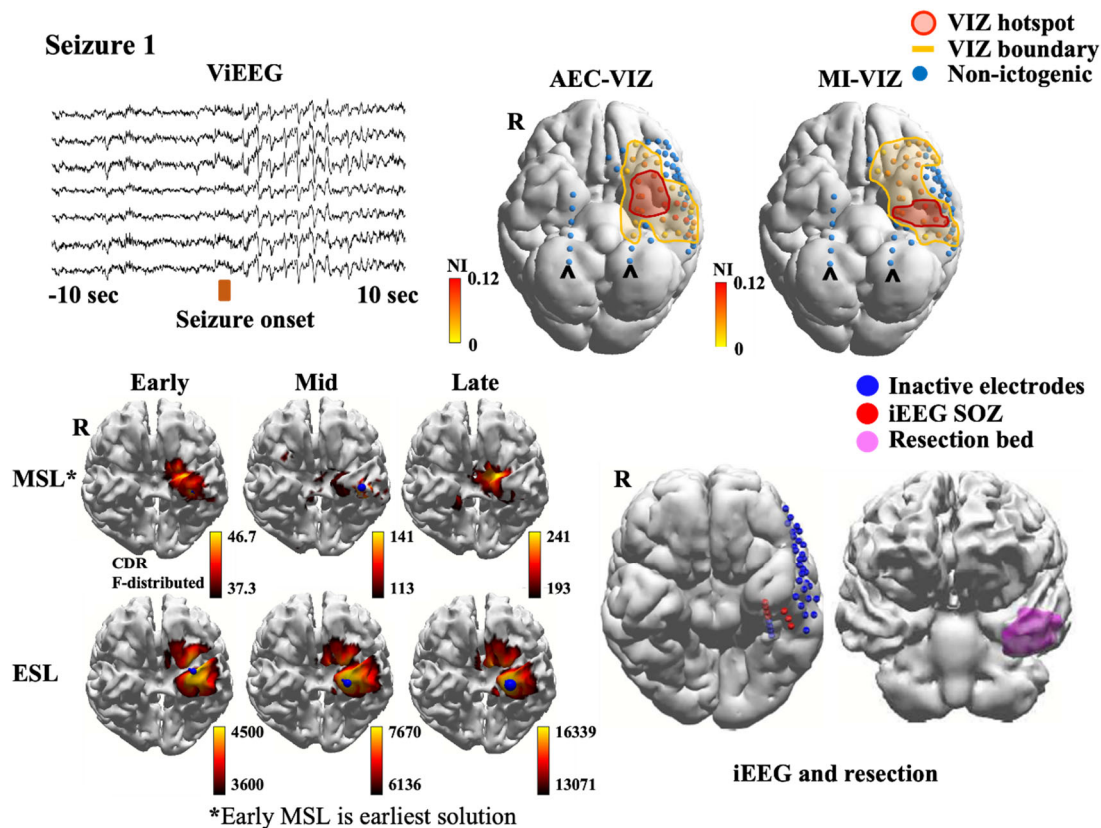 Seizure 1
ViEEG
-10 sec
10 sec
Seizure onset
VIZ hotspot
VIZ boundary
Non-ictogenic
AEC-VIZ
MI-VIZ
R
^
^
^
^
NI
0.12
0
NI
0.12
0
Early
Mid
Late
R
MSL*
CDR
F-distributed
46.7
37.3
141
113
241
193
ESL
4500
3600
7670
6136
16339
13071
*Early MSL is earliest solution
Inactive electrodes
iEEG SOZ
Resection bed
R
iEEG and resection